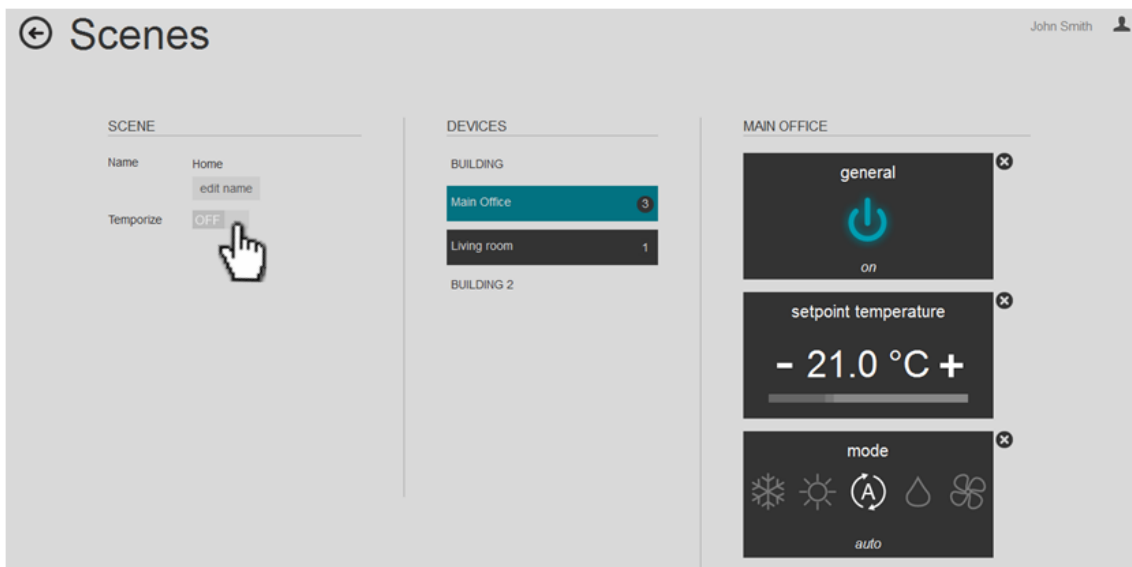 Scenes
John Smith
SCENE
Name Home
edit name
Temporize OFF
DEVICES
BUILDING
Main Office 3
Living room 1
BUILDING 2
MAIN OFFICE
general
on
setpoint temperature
- 21.0 °C +
mode
A
auto